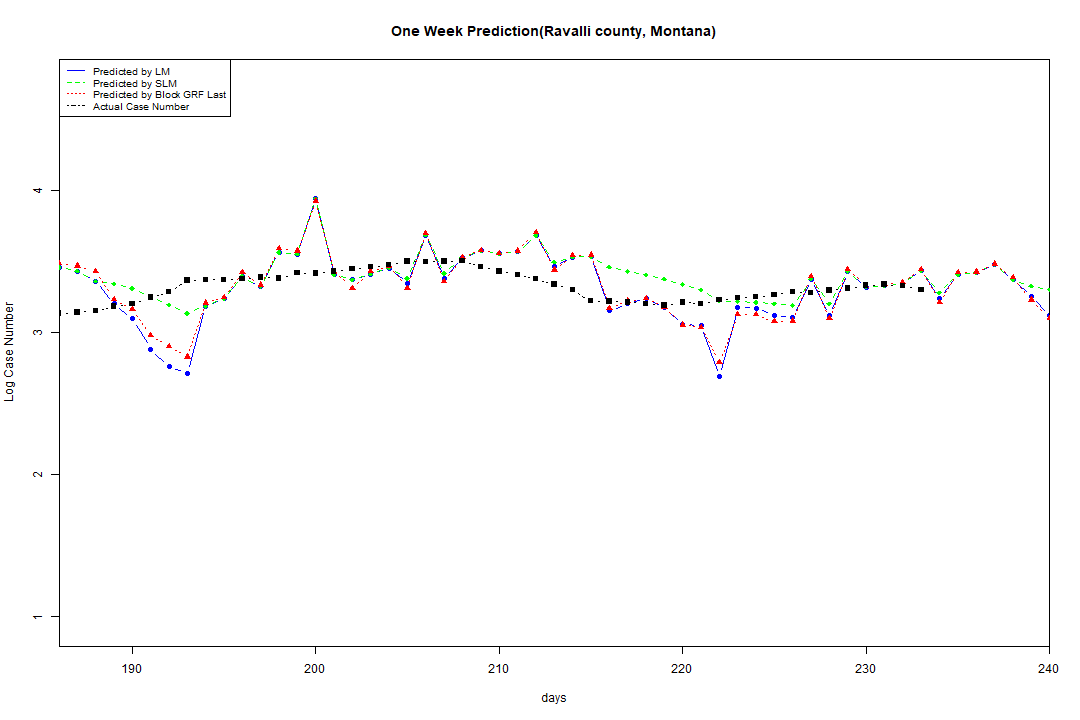 One Week Prediction(Ravalli county, Montana)
Predicted by LM
Predicted by SLM
Predicted by Block GRF Last
Actual Case Number
4
3
2
1
Log Case Number
190 200 210 220 230 240
days